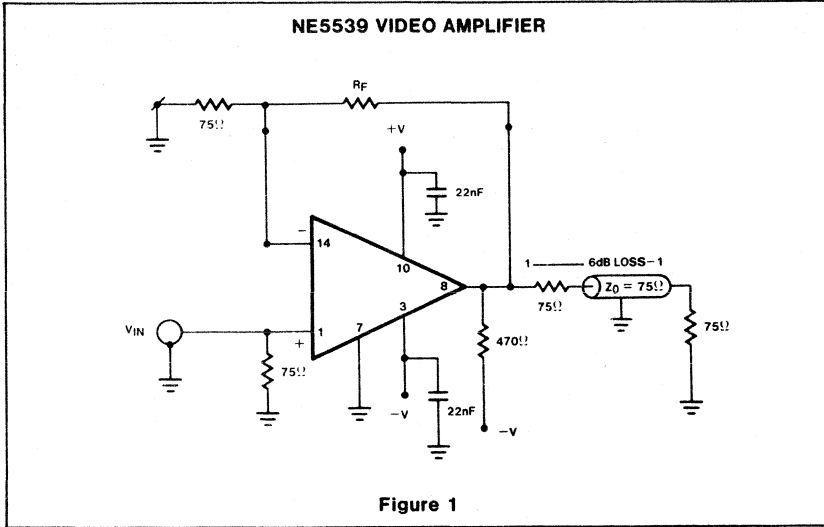 NE5539 VIDEO AMPLIFIER
RF
75Ω
+V
22nF
−
14
10
1 ——— 6dB LOSS−1
8
75Ω
Z0 = 75Ω
3
VIN
1
7
+
75Ω
470Ω
75Ω
−V
22nF
−V
Figure 1